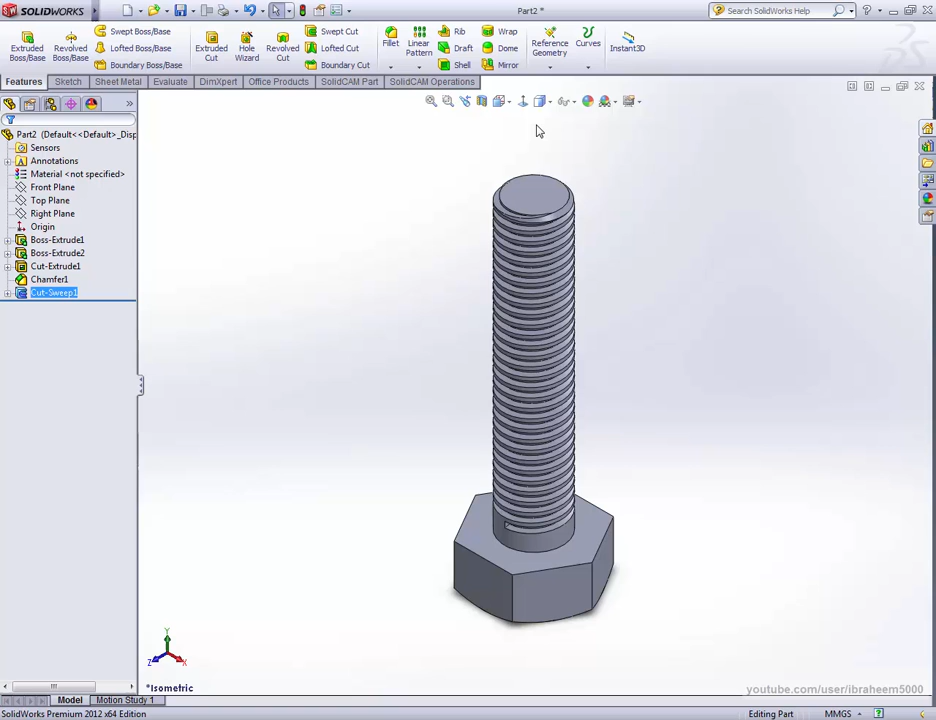 SOLIDWORKS
Part2 *
Search SolidWorks Help
Extruded Boss/Base
Revolved Boss/Base
Swept Boss/Base
Lofted Boss/Base
Boundary Boss/Base
Extruded Cut
Hole Wizard
Revolved Cut
Swept Cut
Lofted Cut
Boundary Cut
Fillet
Linear Pattern
Rib
Draft
Shell
Wrap
Dome
Mirror
Reference Geometry
Curves
Instant3D
Features
Sketch
Sheet Metal
Evaluate
DimXpert
Office Products
SolidCAM Part
SolidCAM Operations
Part2 (Default<<Default>_Disp
Sensors
Annotations
Material <not specified>
Front Plane
Top Plane
Right Plane
Origin
Boss-Extrude1
Boss-Extrude2
Cut-Extrude1
Chamfer1
Cut-Sweep1
Y
Z
X
*Isometric
youtube.com/user/ibraheem5000
Model
Motion Study 1
SolidWorks Premium 2012 x64 Edition
Editing Part
MMGS